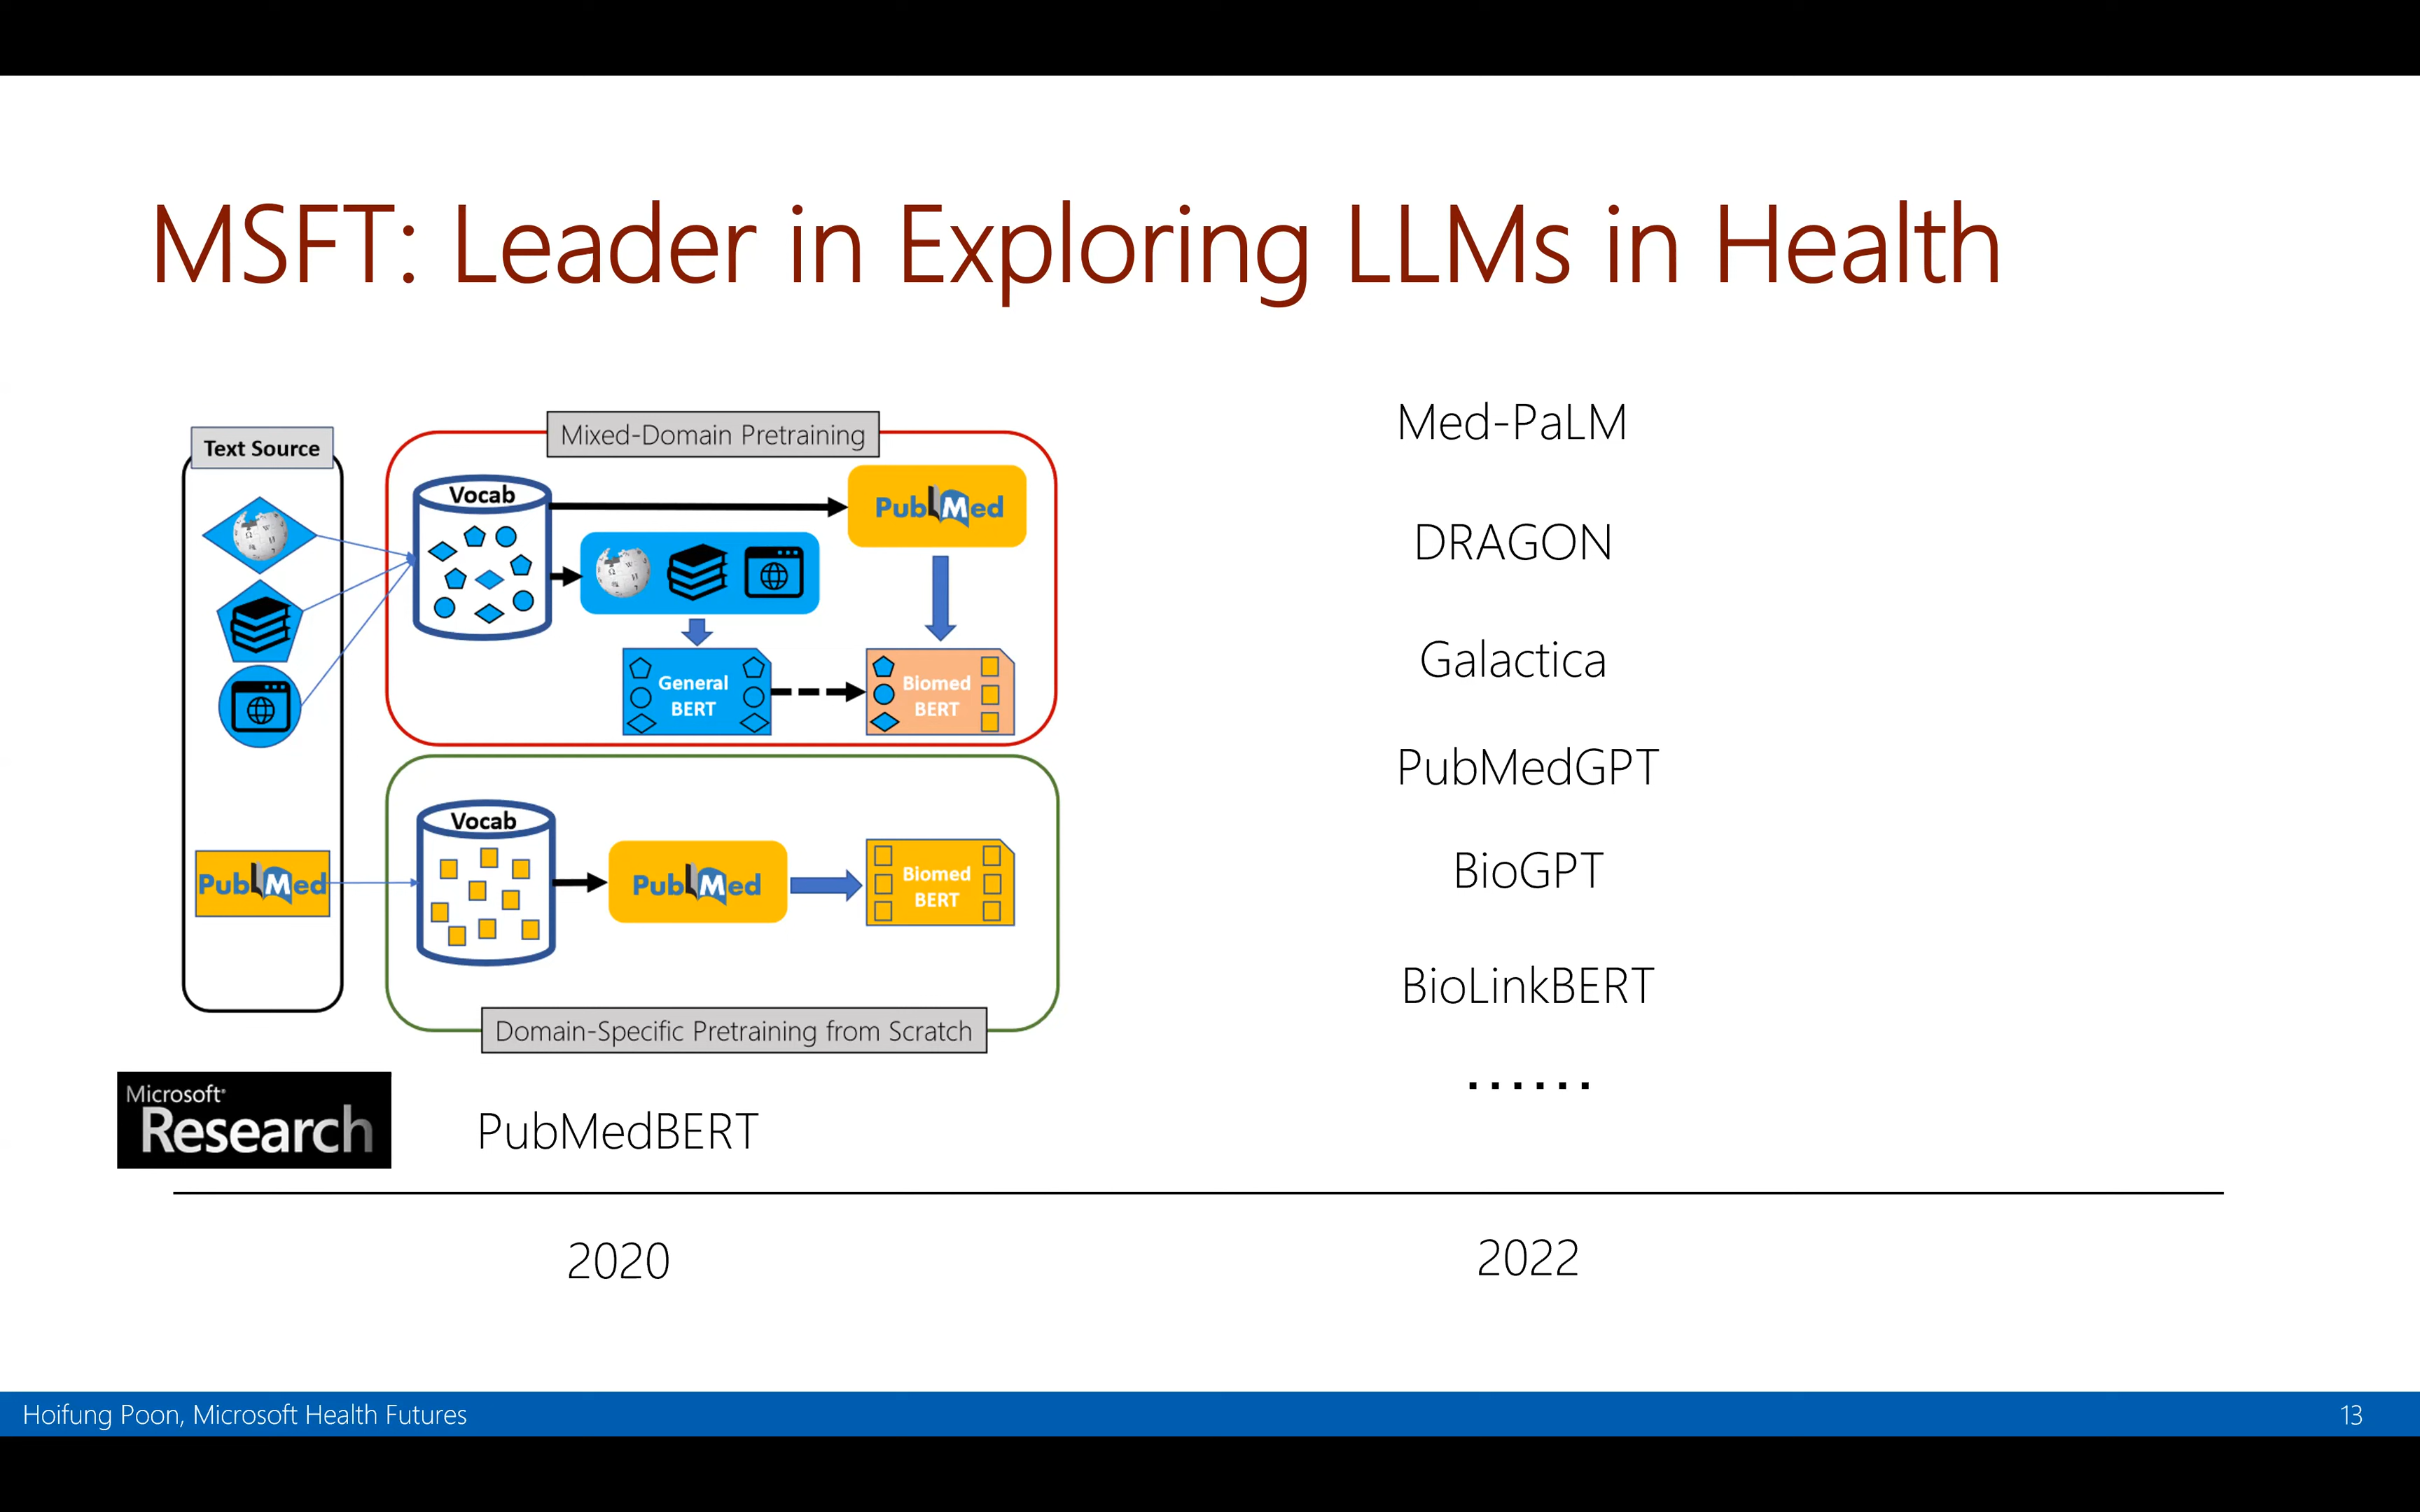 MSFT: Leader in Exploring LLMs in Health
Text Source
PubMed
Mixed-Domain Pretraining
Vocab
PubMed
General
BERT
Biomed
BERT
Vocab
PubMed
Biomed
BERT
Domain-Specific Pretraining from Scratch
Microsoft®
Research
PubMedBERT
2020
Med-PaLM
DRAGON
Galactica
PubMedGPT
BioGPT
BioLinkBERT
......
2022
Hoifung Poon, Microsoft Health Futures
13